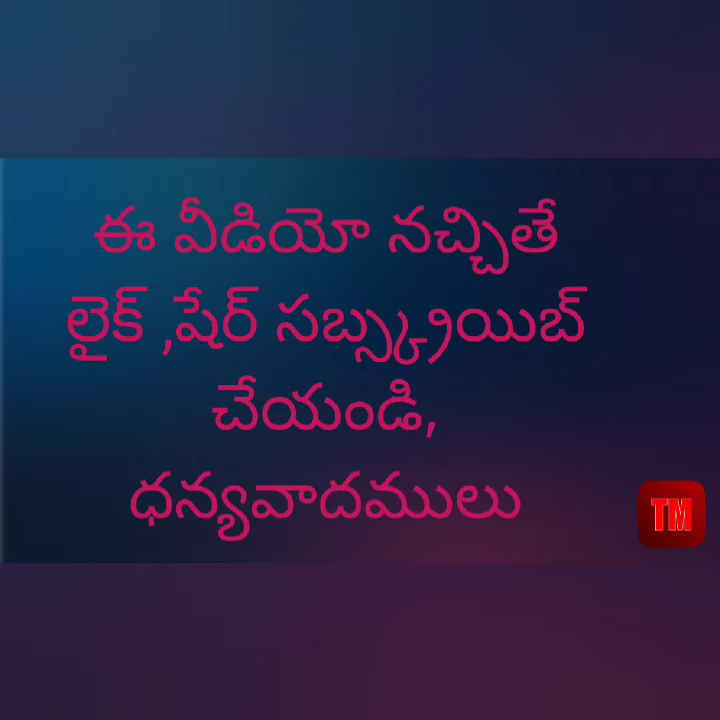 ఈ వీడియో నచ్చితే
లైక్ ,షేర్ సబ్స్క్రయిబ్
చేయండి,
ధన్యవాదములు
TM